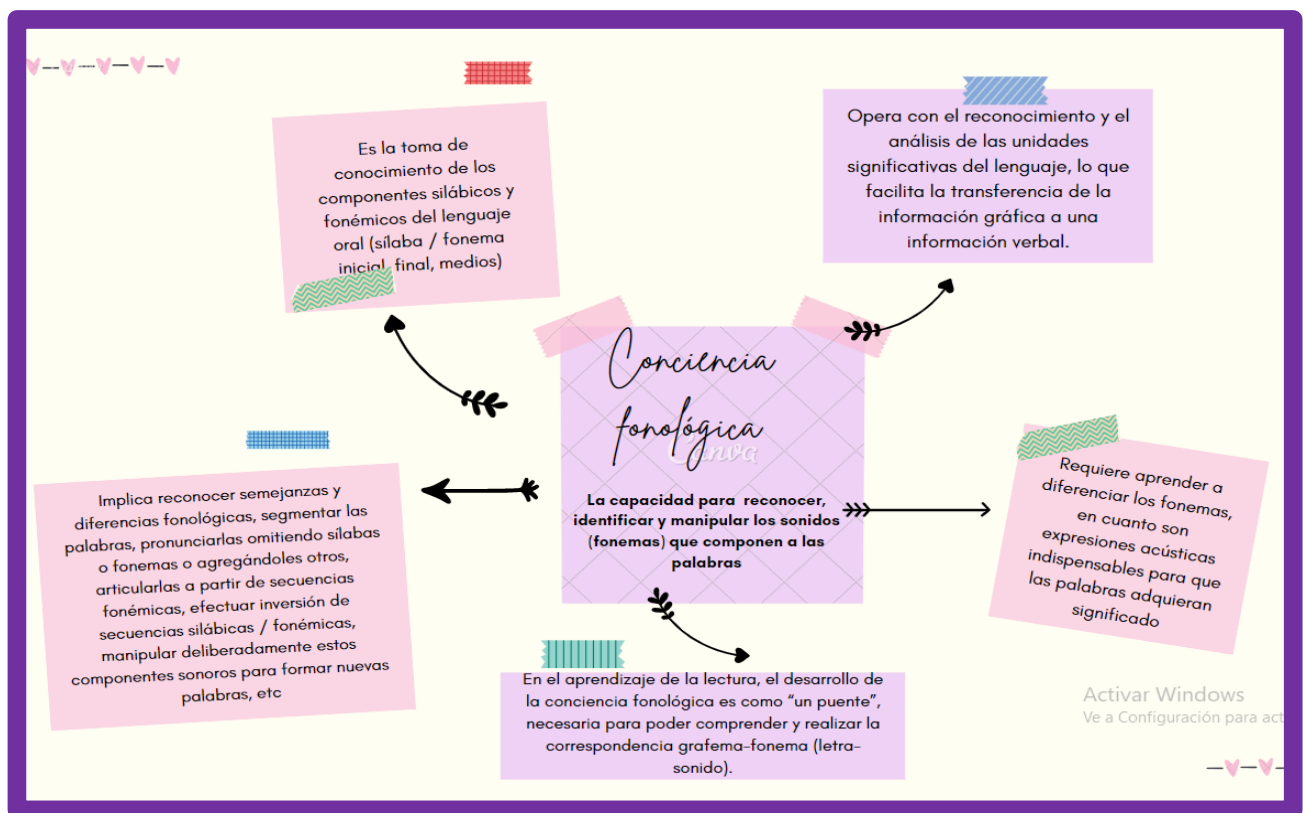 Es la toma de
conocimiento de los
componentes silábicos y
fonémicos del lenguaje
oral (sílaba / fonema
inicial, final, medios)
Opera con el reconocimiento y el
análisis de las unidades
significativas del lenguaje, lo que
facilita la transferencia de la
información gráfica a una
información verbal.
Conciencia
fonológica
Canva
La capacidad para reconocer,
identificar y manipular los sonidos
(fonemas) que componen a las
palabras
Implica reconocer semejanzas y
diferencias fonológicas, segmentar las
palabras, pronunciarlas omitiendo sílabas
o fonemas o agregándoles otros,
articularlas a partir de secuencias
fonémicas, efectuar inversión de
secuencias silábicas / fonémicas,
manipular deliberadamente estos
componentes sonoros para formar nuevas
palabras, etc
Requiere aprender a
diferenciar los fonemas,
en cuanto son
expresiones acústicas
indispensables para que
las palabras adquieran
significado
En el aprendizaje de la lectura, el desarrollo de
la conciencia fonológica es como “un puente”,
necesaria para poder comprender y realizar la
correspondencia grafema-fonema (letra-
sonido).
Activar Windows
Ve a Configuración para act